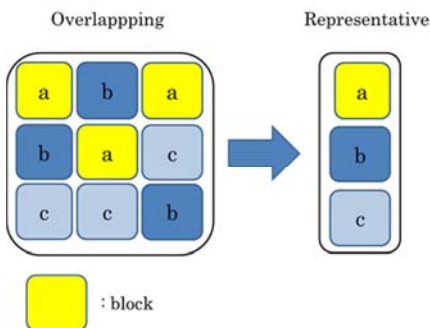 Overlappping
Representative
a b a
b a c
c c b
a
b
c
: block